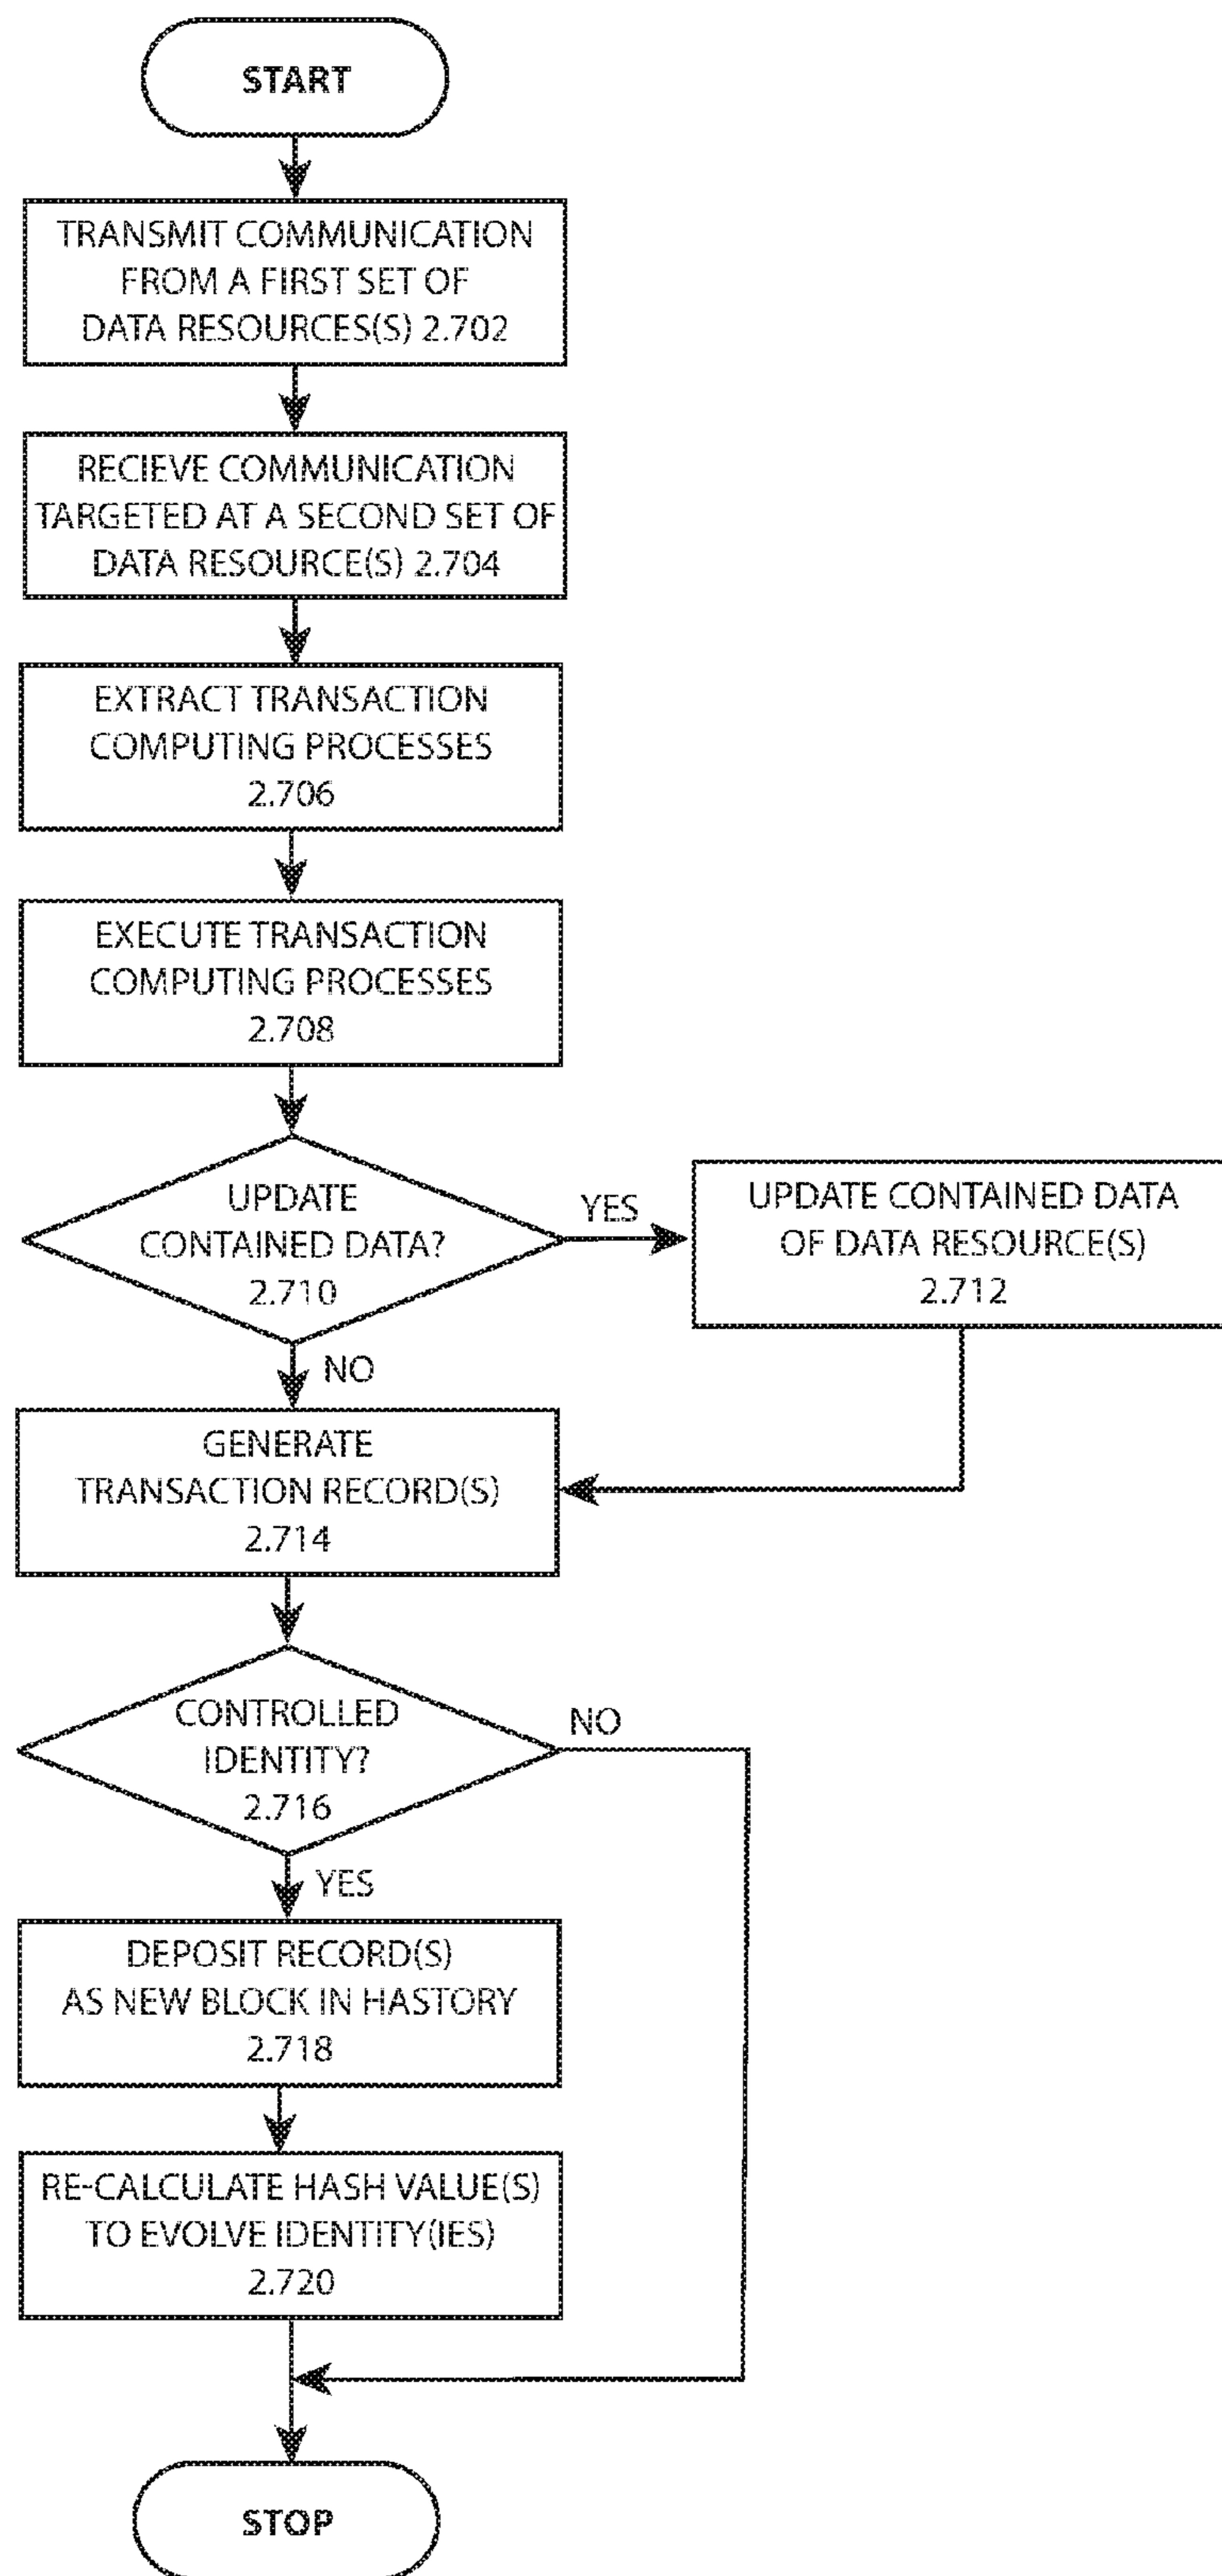 START
TRANSMIT COMMUNICATION
FROM A FIRST SET OF
DATA RESOURCES(S) 2.702
RECIEVE COMMUNICATION
TARGETED AT A SECOND SET OF
DATA RESOURCE(S) 2.704
EXTRACT TRANSACTION
COMPUTING PROCESSES
2.706
EXECUTE TRANSACTION
COMPUTING PROCESSES
2.708
UPDATE
CONTAINED DATA?
2.710
YES
UPDATE CONTAINED DATA
OF DATA RESOURCE(S)
2.712
NO
GENERATE
TRANSACTION RECORD(S)
2.714
CONTROLLED
IDENTITY?
2.716
NO
YES
DEPOSIT RECORD(S)
AS NEW BLOCK IN HASTORY
2.718
RE-CALCULATE HASH VALUE(S)
TO EVOLVE IDENTITY(IES)
2.720
STOP